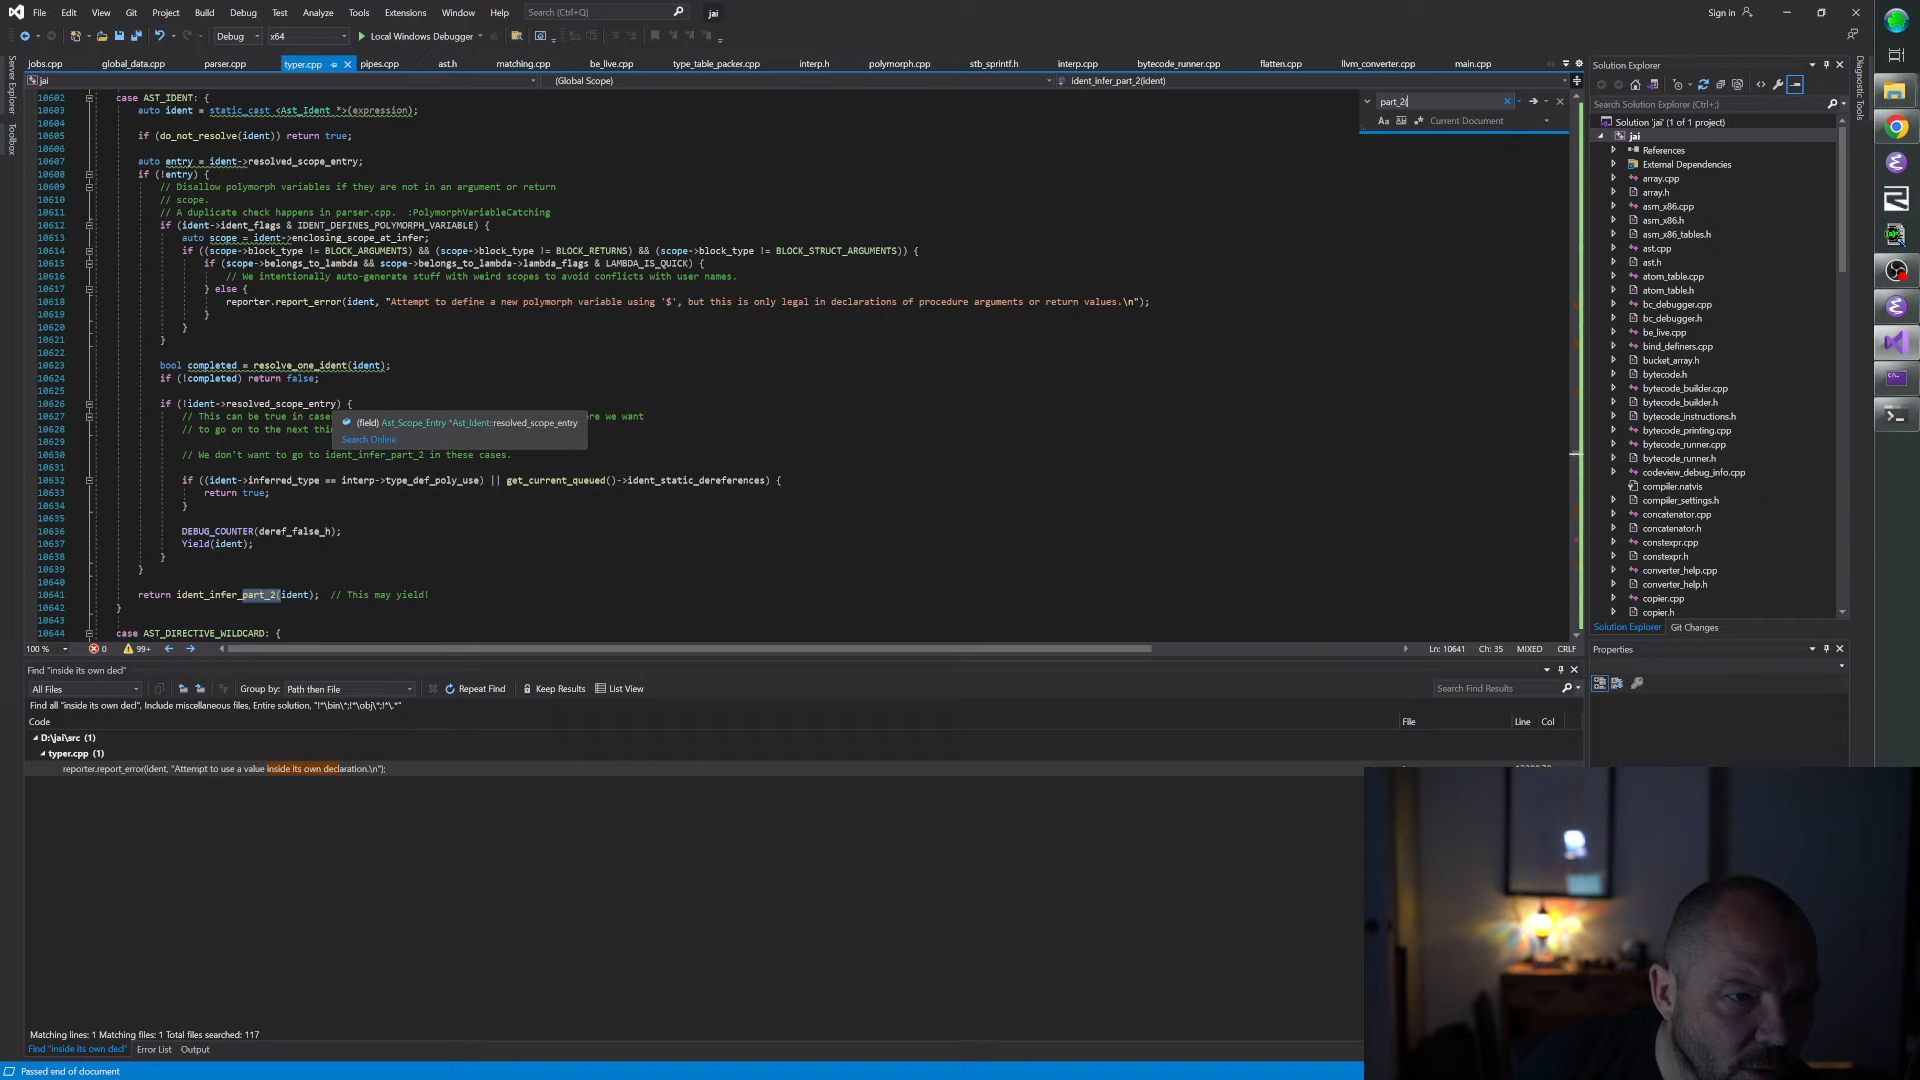 File Edit View Git Project Build Debug Test Analyze Tools Extensions Window Help Search (Ctrl+Q) jai Sign in
Debug x64 Local Windows Debugger
jobs.cpp global_data.cpp parser.cpp typer.cpp pipes.cpp ast.h matching.cpp be_live.cpp type_table_packer.cpp interp.h polymorph.cpp stb_sprintf.h interp.cpp bytecode_runner.cpp flatten.cpp llvm_converter.cpp main.cpp
jai (Global Scope) ident_infer_part_2(ident)
part_2(
Current Document
10602 case AST_IDENT: {
10603 auto ident = static_cast <Ast_Ident *>(expression);
10604
10605 if (do_not_resolve(ident)) return true;
10606
10607 auto entry = ident->resolved_scope_entry;
10608 if (!entry) {
10609 // Disallow polymorph variables if they are not in an argument or return
10610 // scope.
10611 // A duplicate check happens in parser.cpp. :PolymorphVariableCatching
10612 if (ident->ident_flags & IDENT_DEFINES_POLYMORPH_VARIABLE) {
10613 auto scope = ident->enclosing_scope_at_infer;
10614 if ((scope->block_type != BLOCK_ARGUMENTS) && (scope->block_type != BLOCK_RETURNS) && (scope->block_type != BLOCK_STRUCT_ARGUMENTS)) {
10615 if (scope->belongs_to_lambda && scope->belongs_to_lambda->lambda_flags & LAMBDA_IS_QUICK) {
10616 // We intentionally auto-generate stuff with weird scopes to avoid conflicts with user names.
10617 } else {
10618 reporter.report_error(ident, "Attempt to define a new polymorph variable using '$', but this is only legal in declarations of procedure arguments or return values.\n");
10619 }
10620 }
10621 }
10622
10623 bool completed = resolve_one_ident(ident);
10624 if (!completed) return false;
10625
10626 if (!ident->resolved_scope_entry) {
10627 // This can be true in case ere we want
10628 // to go on to the next thi
10629
10630 // We don't want to go to ident_infer_part_2 in these cases.
10631
10632 if ((ident->inferred_type == interp->type_def_poly_use) || get_current_queued()->ident_static_dereferences) {
10633 return true;
10634 }
10635
10636 DEBUG_COUNTER(deref_false_h);
10637 Yield(ident);
10638 }
10639 }
10640
10641 return ident_infer_part_2(ident); // This may yield!
10642 }
10643
10644 case AST_DIRECTIVE_WILDCARD: {
(field) Ast_Scope_Entry *Ast_Ident::resolved_scope_entry
Search Online
100 % 0 99+ Ln: 10641 Ch: 35 MIXED CRLF
Find "inside its own decl"
All Files Group by: Path then File Repeat Find Keep Results List View Search Find Results
Find all "inside its own decl", Include miscellaneous files, Entire solution, "!*\bin\*;!*\obj\*;!*\.*"
Code File Line Col
D:\jai\src (1)
typer.cpp (1)
reporter.report_error(ident, "Attempt to use a value inside its own declaration.\n");
Matching lines: 1 Matching files: 1 Total files searched: 117
Find "inside its own decl" Error List Output
Passed end of document
Server Explorer
Toolbox
Solution Explorer
Search Solution Explorer (Ctrl+;)
Solution 'jai' (1 of 1 project)
jai
References
External Dependencies
array.cpp
array.h
asm_x86.cpp
asm_x86.h
asm_x86_tables.h
ast.cpp
ast.h
atom_table.cpp
atom_table.h
bc_debugger.cpp
bc_debugger.h
be_live.cpp
bind_definers.cpp
bucket_array.h
bytecode.h
bytecode_builder.cpp
bytecode_builder.h
bytecode_instructions.h
bytecode_printing.cpp
bytecode_runner.cpp
bytecode_runner.h
codeview_debug_info.cpp
compiler.natvis
compiler_settings.h
concatenator.cpp
concatenator.h
constexpr.cpp
constexpr.h
converter_help.cpp
converter_help.h
copier.cpp
copier.h
Solution Explorer Git Changes
Properties
Diagnostic Tools